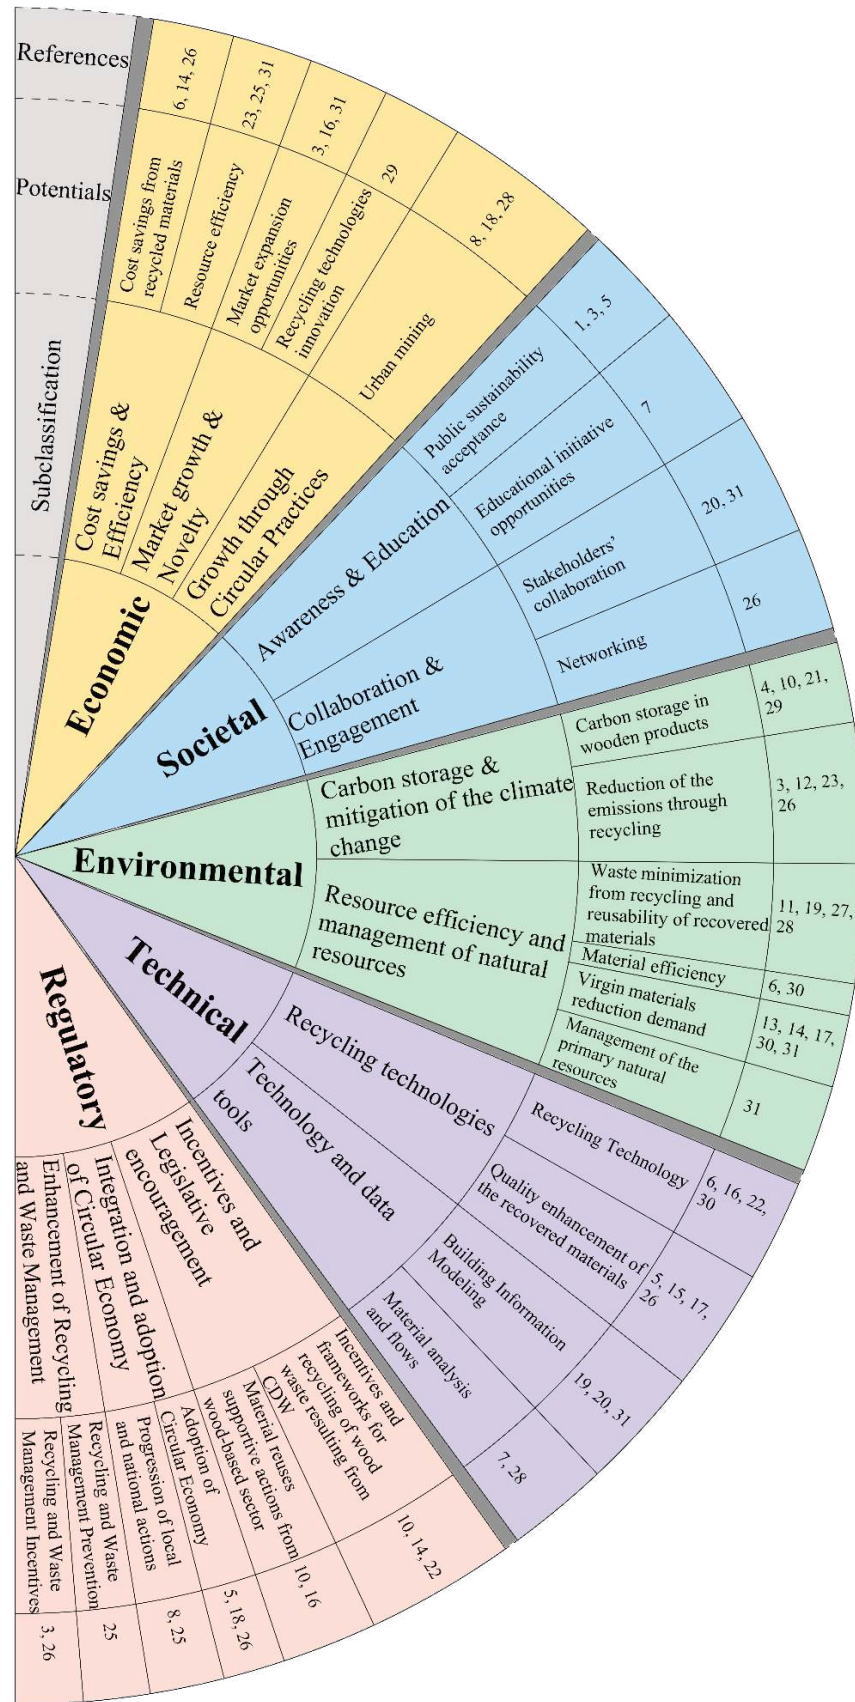 References
Potentials
Subclassification
Economic
Cost savings &
Efficiency
Cost savings from
recycled materials
6, 14, 26
Resource efficiency
23, 25, 31
Market growth &
Novelty
Market expansion
opportunities
3, 16, 31
Recycling technologies
innovation
29
Growth through
Circular Practices
Urban mining
8, 18, 28
Societal
Awareness & Education
Public sustainability
acceptance
1, 3, 5
Educational initiative
opportunities
7
Collaboration &
Engagement
Stakeholders'
collaboration
20, 31
Networking
26
Environmental
Carbon storage &
mitigation of the climate
change
Carbon storage in
wooden products
4, 10, 21,
29
Reduction of the
emissions through
recycling
3, 12, 23,
26
Resource efficiency and
management of natural
resources
Waste minimization
from recycling and
reusability of recovered
materials
11, 19, 27,
28
Material efficiency
6, 30
Virgin materials
reduction demand
13, 14, 17,
30, 31
Management of the
primary natural
resources
31
Technical
Recycling technologies
Recycling Technology
6, 16, 22,
30
Quality enhancement of
the recovered materials
5, 15, 17,
26
Technology and data
tools
Building Information
Modeling
19, 20, 31
Material analysis
and flows
7, 28
Regulatory
Incentives and
Legislative
encouragement
Incentives and
frameworks for
recycling of wood
waste resulting from
CDW
10, 14, 22
Material reuses
supportive actions from
wood-based sector
10, 16
Integration and adoption
of Circular Economy
Adoption of
Circular Economy
5, 18, 26
Progression of local
and national actions
8, 25
Enhancement of Recycling
and Waste Management
Recycling and Waste
Management Prevention
25
Recycling and Waste
Management Incentives
3, 26